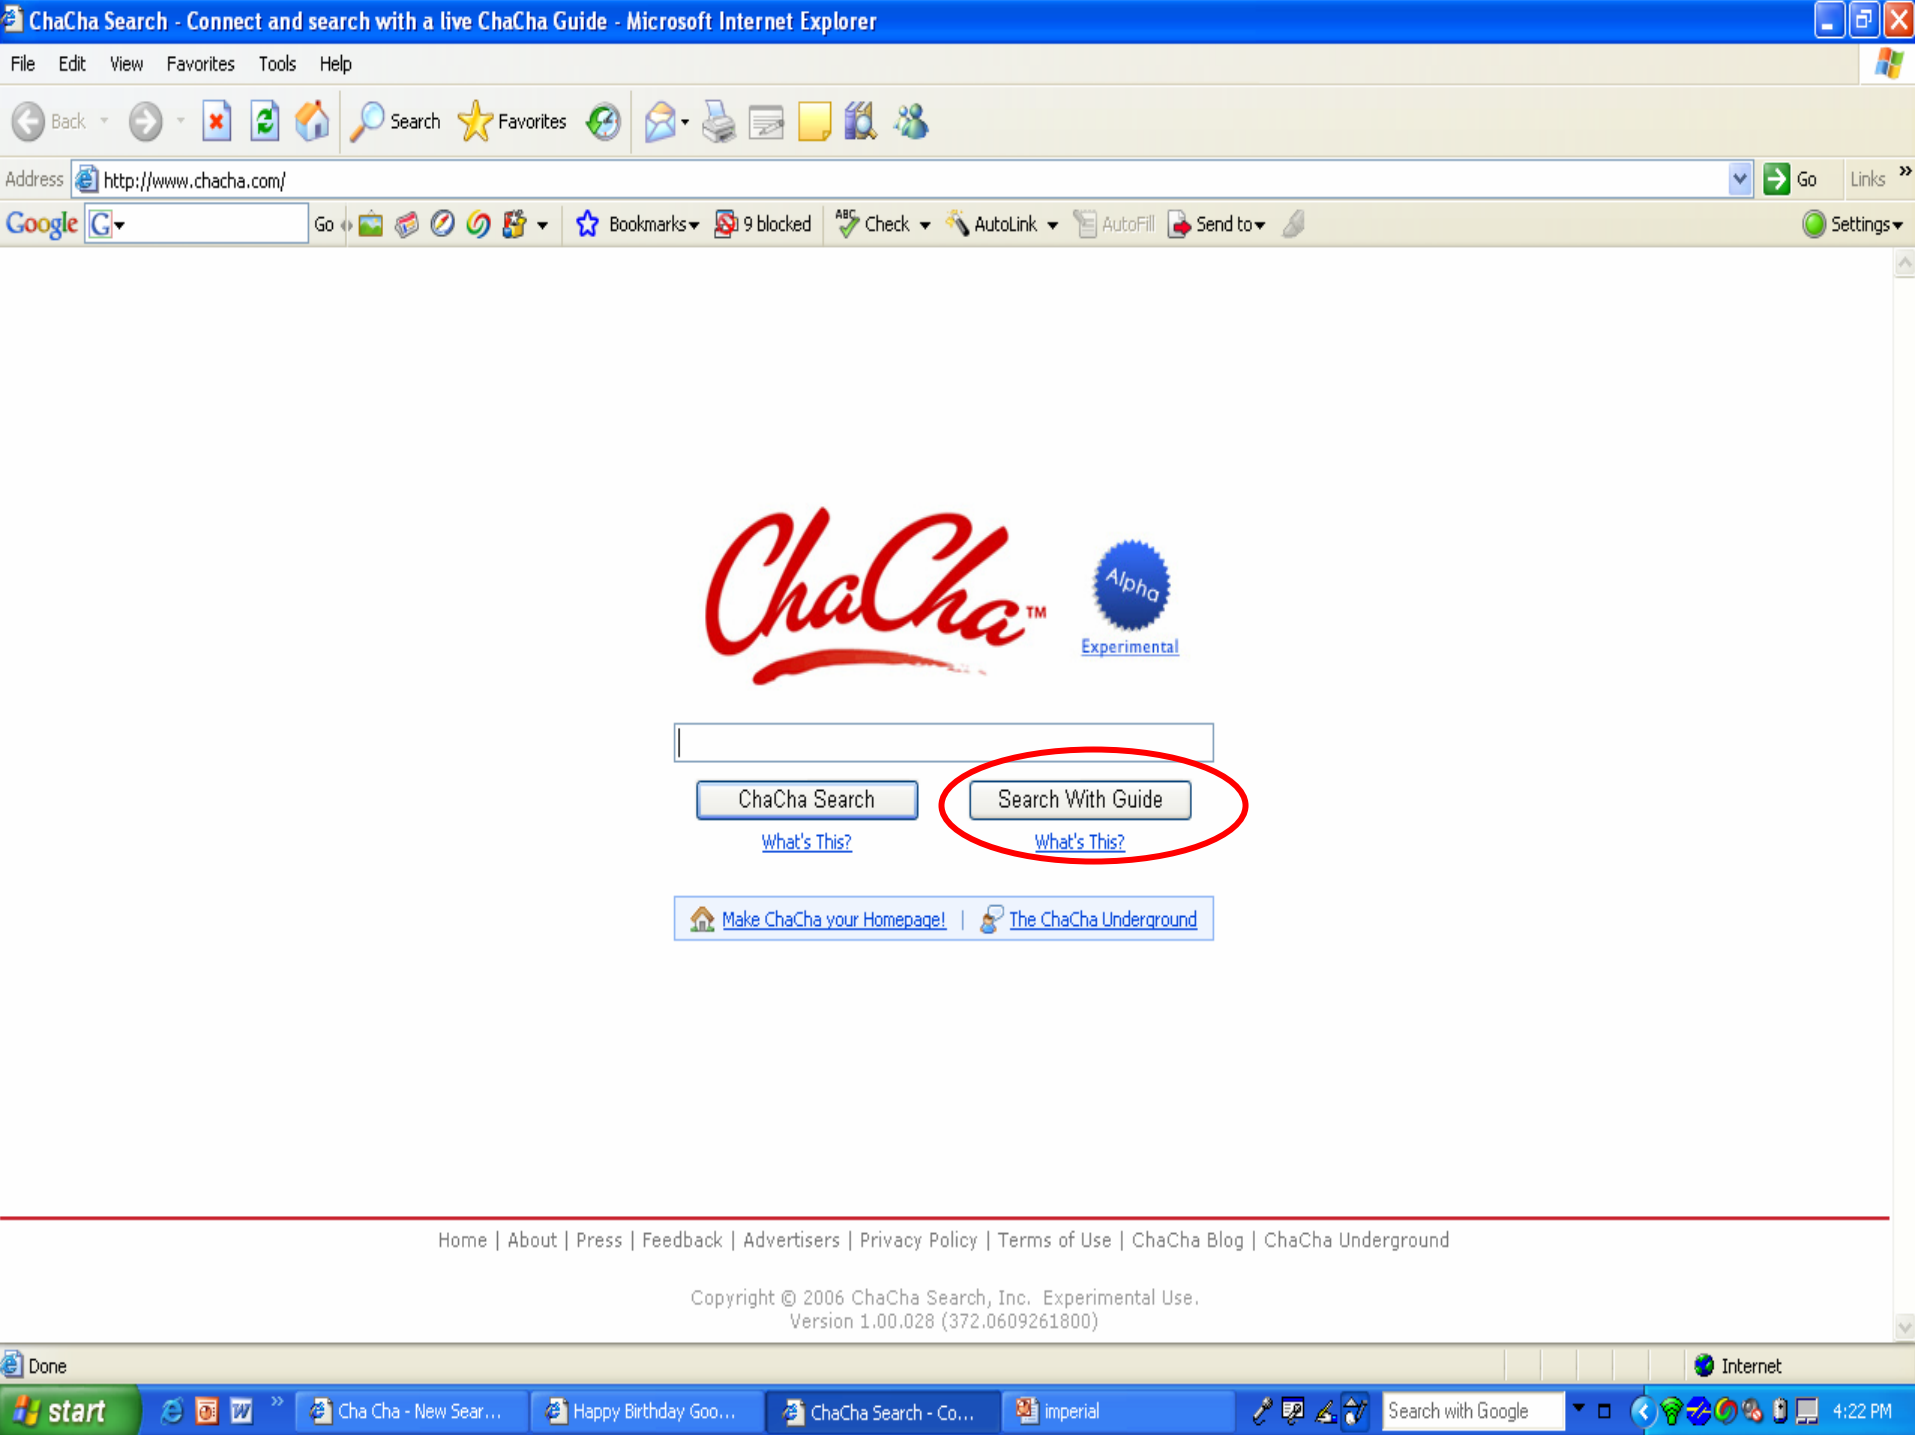 ChaCha Search - Connect and search with a live ChaCha Guide - Microsoft Internet Explorer
File Edit View Favorites Tools Help
Back Search Favorites
Address http://www.chacha.com/ Go Links »
Google G Go Bookmarks 9 blocked ABC Check AutoLink AutoFill Send to Settings
ChaCha™
Alpha
Experimental
ChaCha Search Search With Guide
What's This? What's This?
Make ChaCha your Homepage! | The ChaCha Underground
Home | About | Press | Feedback | Advertisers | Privacy Policy | Terms of Use | ChaCha Blog | ChaCha Underground
Copyright © 2006 ChaCha Search, Inc. Experimental Use.
Version 1.00.028 (372.0609261800)
Done Internet
start » Cha Cha - New Sear... Happy Birthday Goo... ChaCha Search - Co... imperial Search with Google 4:22 PM